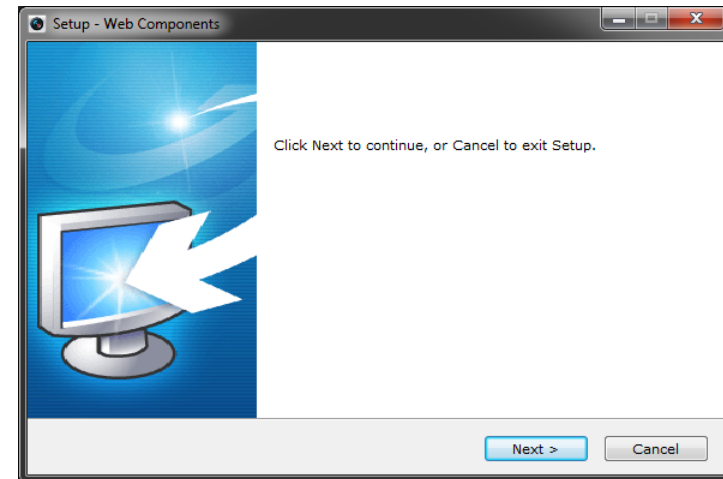 Setup - Web Components
Click Next to continue, or Cancel to exit Setup.
Next >
Cancel